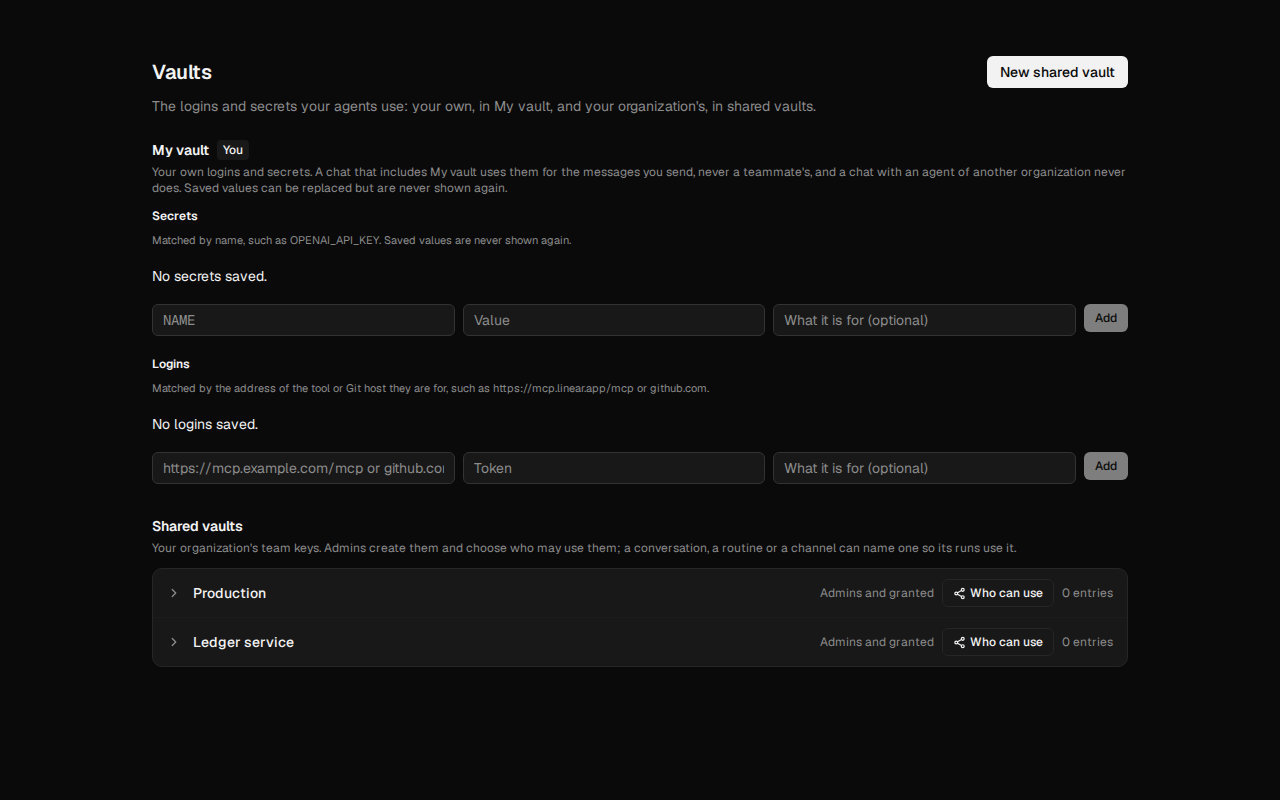 Vaults
New shared vault
The logins and secrets your agents use: your own, in My vault, and your organization's, in shared vaults.
My vault You
Your own logins and secrets. A chat that includes My vault uses them for the messages you send, never a teammate's, and a chat with an agent of another organization never
does. Saved values can be replaced but are never shown again.
Secrets
Matched by name, such as OPENAI_API_KEY. Saved values are never shown again.
No secrets saved.
NAME Value What it is for (optional) Add
Logins
Matched by the address of the tool or Git host they are for, such as https://mcp.linear.app/mcp or github.com.
No logins saved.
https://mcp.example.com/mcp or github.co Token What it is for (optional) Add
Shared vaults
Your organization's team keys. Admins create them and choose who may use them; a conversation, a routine or a channel can name one so its runs use it.
Production Admins and granted Who can use 0 entries
Ledger service Admins and granted Who can use 0 entries